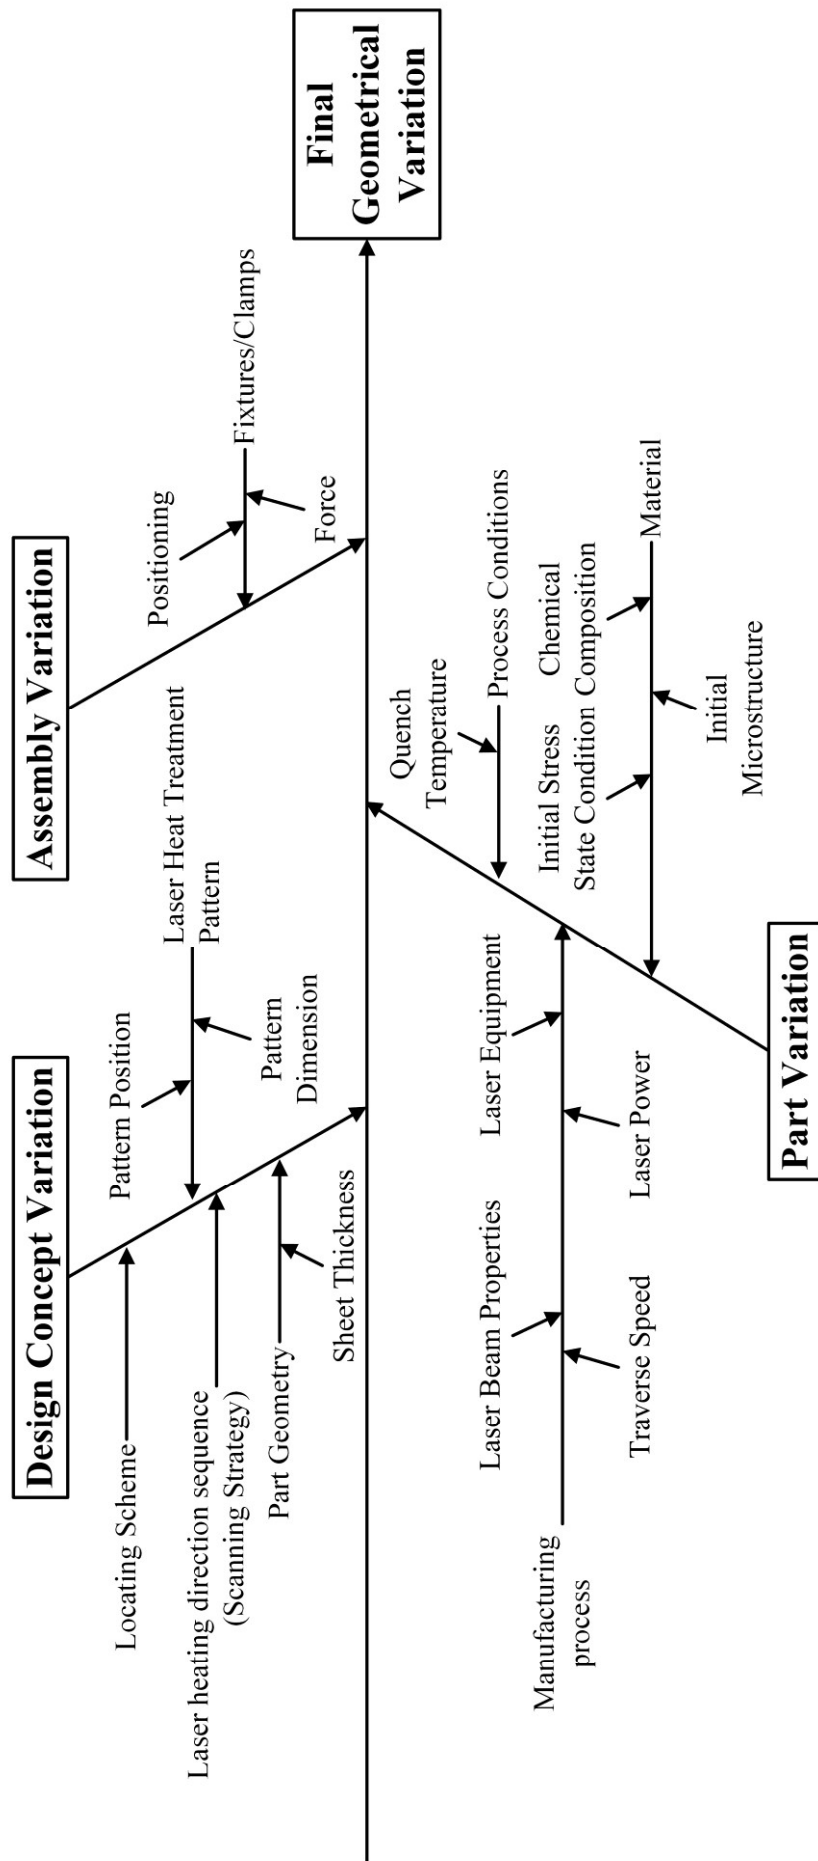 Design Concept Variation
Assembly Variation
Locating Scheme
Pattern Position
Laser Heat Treatment
Pattern
Laser heating direction sequence
(Scanning Strategy)
Pattern
Dimension
Part Geometry
Sheet Thickness
Positioning
Fixtures/Clamps
Force
Final
Geometrical
Variation
Quench
Temperature
Process Conditions
Laser Beam Properties
Laser Equipment
Manufacturing
process
Traverse Speed
Laser Power
Initial Stress
State Condition
Chemical
Composition
Material
Initial
Microstructure
Part Variation